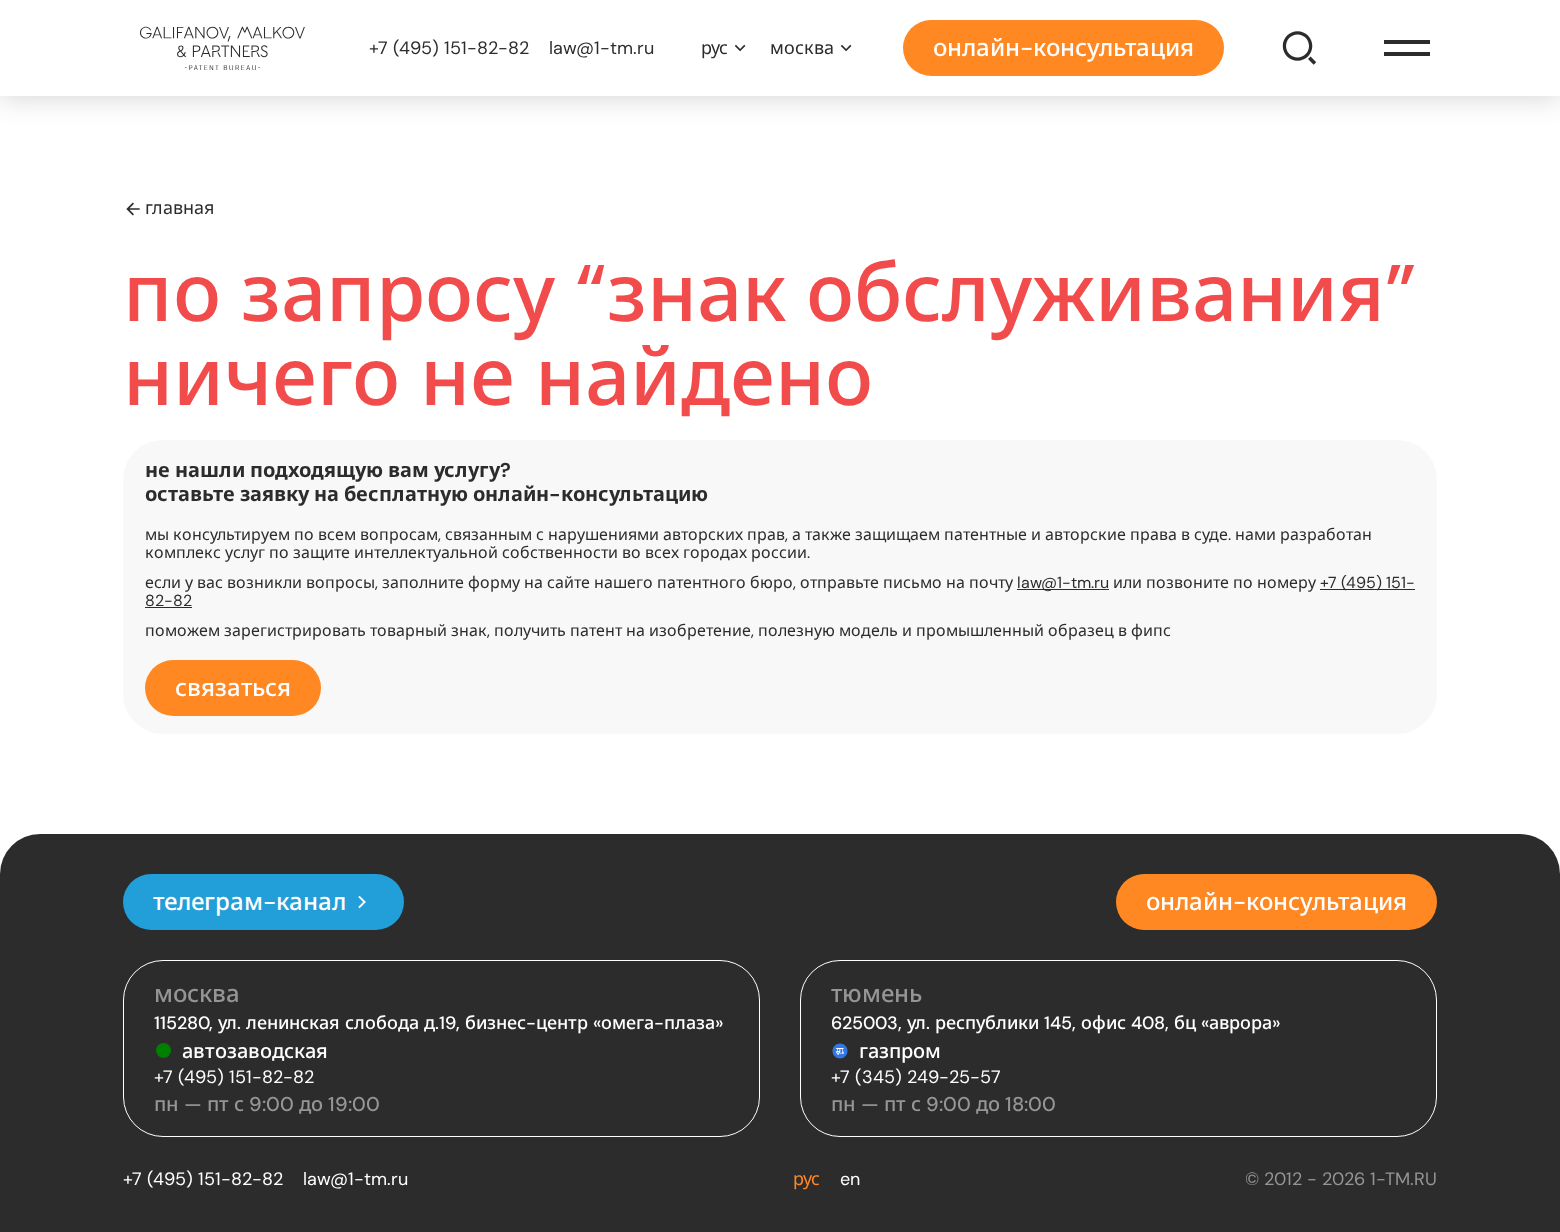 GALIFANOV, MALKOV
& PARTNERS
-PATENT BUREAU-
+7 (495) 151-82-82 law@1-tm.ru рус москва онлайн-консультация
главная
по запросу “знак обслуживания”
ничего не найдено
не нашли подходящую вам услугу?
оставьте заявку на бесплатную онлайн-консультацию
мы консультируем по всем вопросам, связанным с нарушениями авторских прав, а также защищаем патентные и авторские права в суде. нами разработан
комплекс услуг по защите интеллектуальной собственности во всех городах россии.
если у вас возникли вопросы, заполните форму на сайте нашего патентного бюро, отправьте письмо на почту law@1-tm.ru или позвоните по номеру +7 (495) 151-
82-82
поможем зарегистрировать товарный знак, получить патент на изобретение, полезную модель и промышленный образец в фипс
связаться
телеграм-канал
онлайн-консультация
москва
115280, ул. ленинская слобода д.19, бизнес-центр «омега-плаза»
автозаводская
+7 (495) 151-82-82
пн — пт с 9:00 до 19:00
тюмень
625003, ул. республики 145, офис 408, бц «аврора»
газпром
+7 (345) 249-25-57
пн — пт с 9:00 до 18:00
+7 (495) 151-82-82 law@1-tm.ru рус en © 2012 - 2026 1-TM.RU